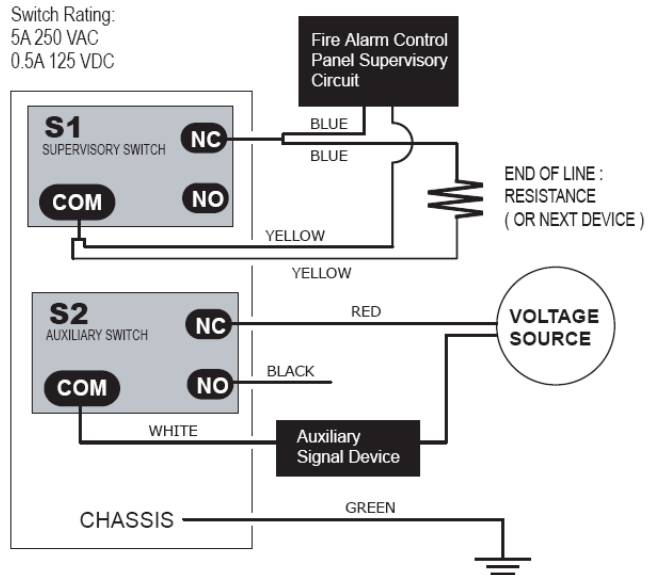 Switch Rating:
5A 250 VAC
0.5A 125 VDC
Fire Alarm Control
Panel Supervisory
Circuit
S1
SUPERVISORY SWITCH
NC
COM
NO
BLUE
BLUE
END OF LINE :
RESISTANCE
( OR NEXT DEVICE )
YELLOW
YELLOW
S2
AUXILIARY SWITCH
NC
COM
NO
RED
VOLTAGE
SOURCE
BLACK
WHITE
Auxiliary
Signal Device
CHASSIS
GREEN